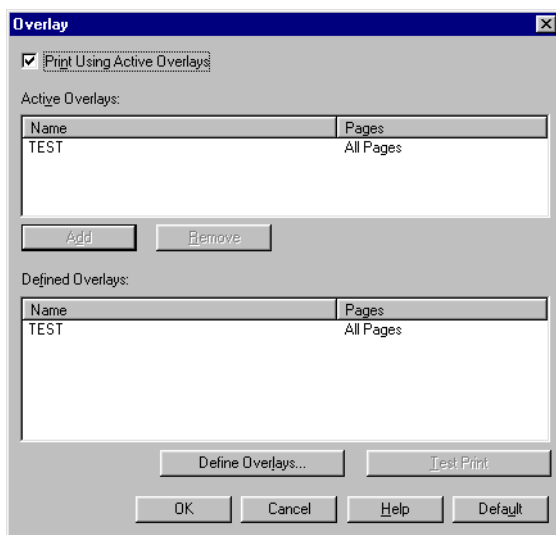 Overlay
Print Using Active Overlays
Active Overlays:
Name Pages
TEST All Pages
Add Remove
Defined Overlays:
Name Pages
TEST All Pages
Define Overlays... Test Print
OK Cancel Help Default